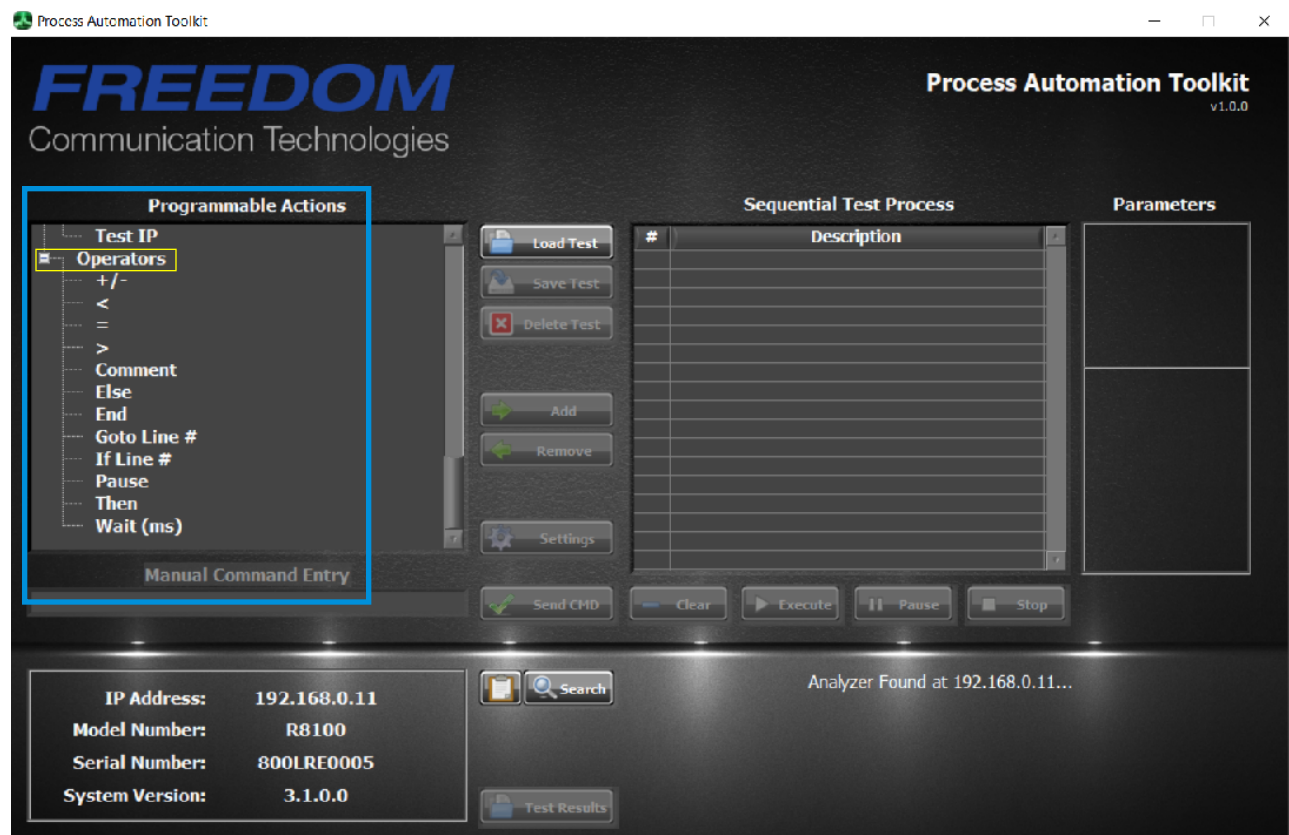 Process Automation Toolkit
FREEDOM
Communication Technologies
Process Automation Toolkit
v1.0.0
Programmable Actions
Test IP
Operators
+/-
<
=
>
Comment
Else
End
Goto Line #
If Line #
Pause
Then
Wait (ms)
Manual Command Entry
Load Test
Save Test
Delete Test
Add
Remove
Settings
Send CMD
Sequential Test Process
# Description
Clear Execute Pause Stop
Parameters
IP Address: 192.168.0.11
Model Number: R8100
Serial Number: 800LRE0005
System Version: 3.1.0.0
Search
Test Results
Analyzer Found at 192.168.0.11...